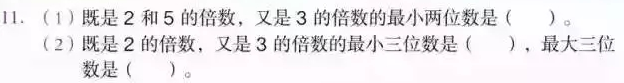 11.（1）既是 2 和 5 的倍数，又是 3 的倍数的最小两位数是（　　）。
（2）既是 2 的倍数，又是 3 的倍数的最小三位数是（　　），最大三位
数是（　　）。